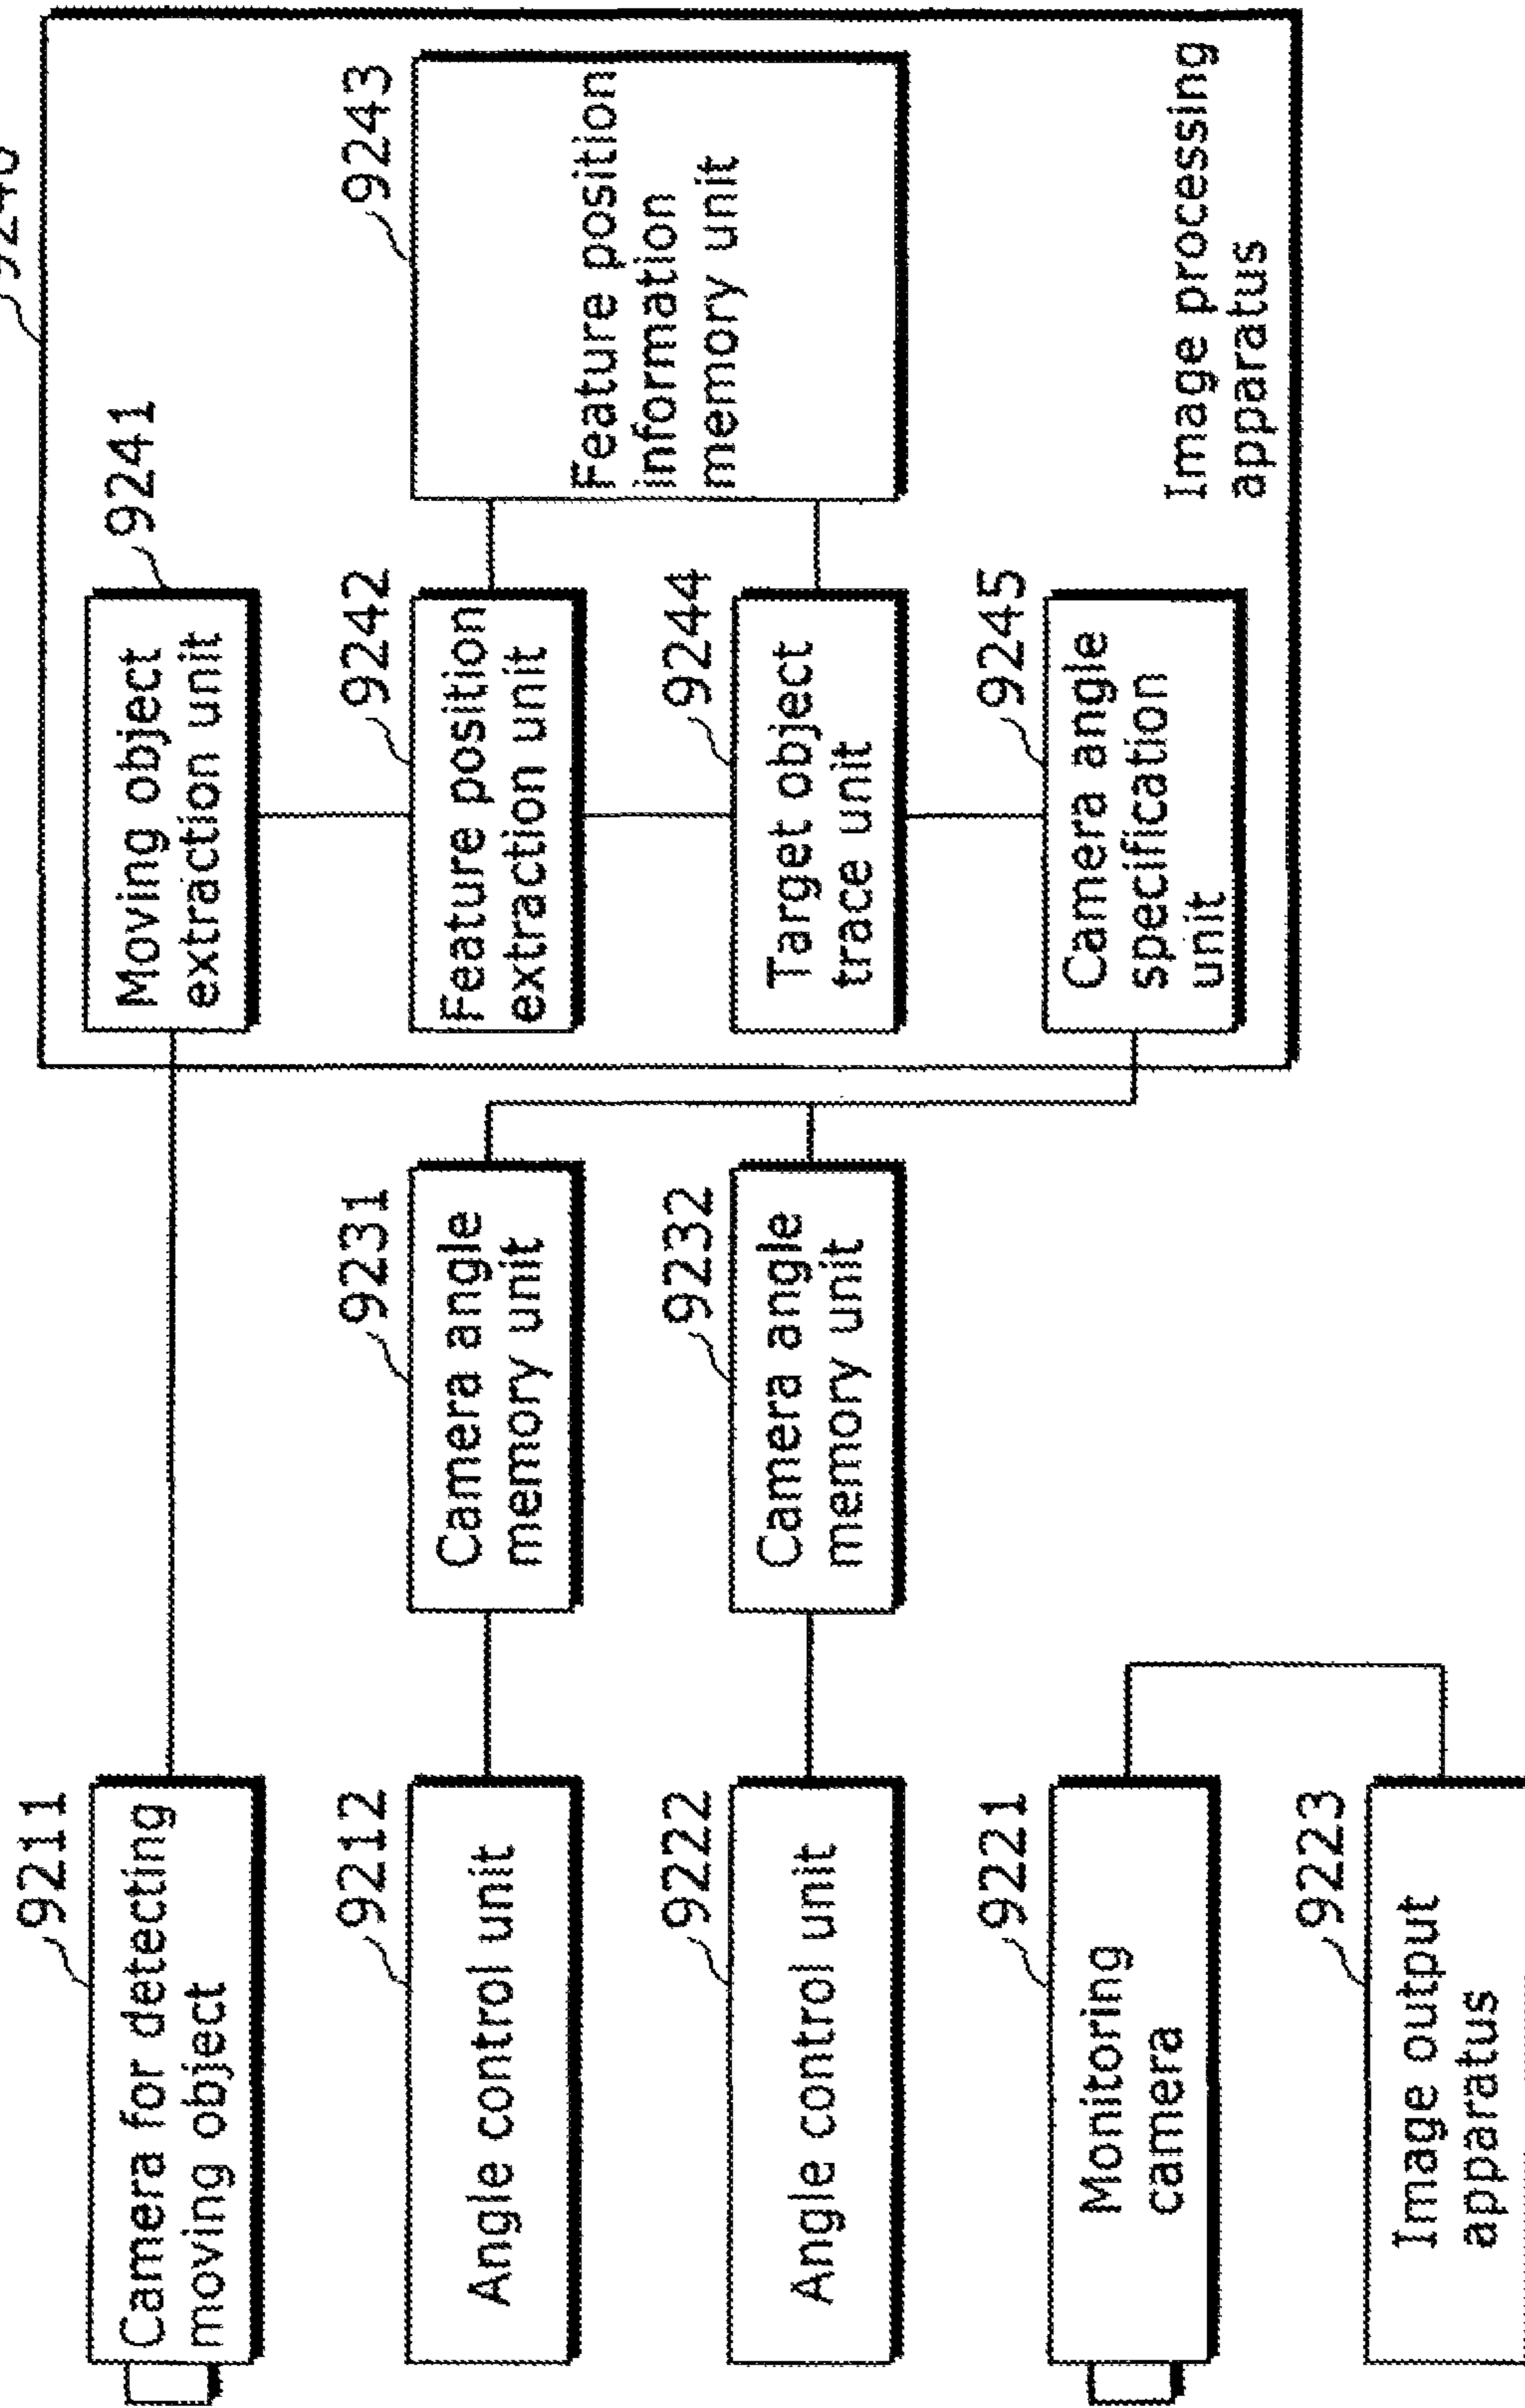 9240
9211
Camera for detecting
moving object
9241
Moving object
extraction unit
9212
Angle control unit
9231
Camera angle
memory unit
9242
Feature position
extraction unit
9243
Feature position
information
memory unit
9222
Angle control unit
9232
Camera angle
memory unit
9244
Target object
trace unit
9221
Monitoring
camera
9245
Camera angle
specification
unit
Image processing
apparatus
9223
Image output
apparatus